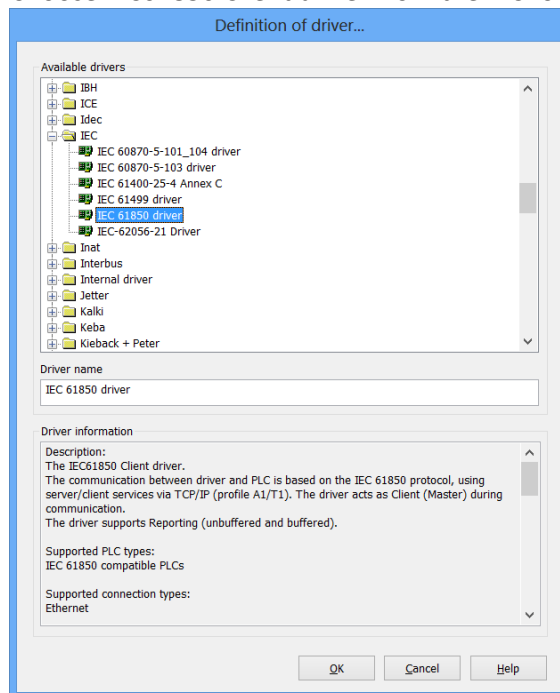 Definition of driver...
Available drivers
IBH
ICE
Idec
IEC
IEC 60870-5-101_104 driver
IEC 60870-5-103 driver
IEC 61400-25-4 Annex C
IEC 61499 driver
IEC 61850 driver
IEC-62056-21 Driver
Inat
Interbus
Internal driver
Jetter
Kalki
Keba
Kieback + Peter
Driver name
IEC 61850 driver
Driver information
Description:
The IEC61850 Client driver.
The communication between driver and PLC is based on the IEC 61850 protocol, using
server/client services via TCP/IP (profile A1/T1). The driver acts as Client (Master) during
communication.
The driver supports Reporting (unbuffered and buffered).
Supported PLC types:
IEC 61850 compatible PLCs
Supported connection types:
Ethernet
OK Cancel Help